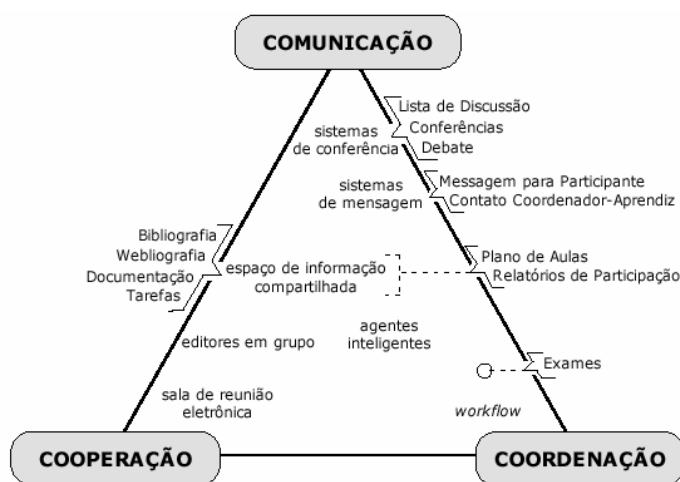 COMUNICAÇÃO
Lista de Discussão
Conferências
Debate
sistemas
de conferência
Messagem para Participante
Contato Coordenador-Aprendiz
sistemas
de mensagem
Bibliografia
Webliografia
Documentação
Tarefas
espaço de informação
compartilhada
Plano de Aulas
Relatórios de Participação
editores em grupo
agentes
inteligentes
Exames
sala de reunião
eletrônica
workflow
COOPERAÇÃO
COORDENAÇÃO